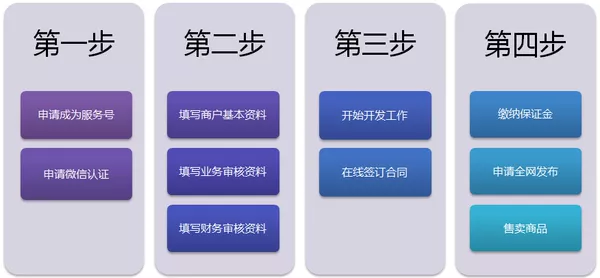 第一步
申请成为服务号
申请微信认证
第二步
填写商户基本资料
填写业务审核资料
填写财务审核资料
第三步
开始开发工作
在线签订合同
第四步
缴纳保证金
申请全网发布
售卖商品